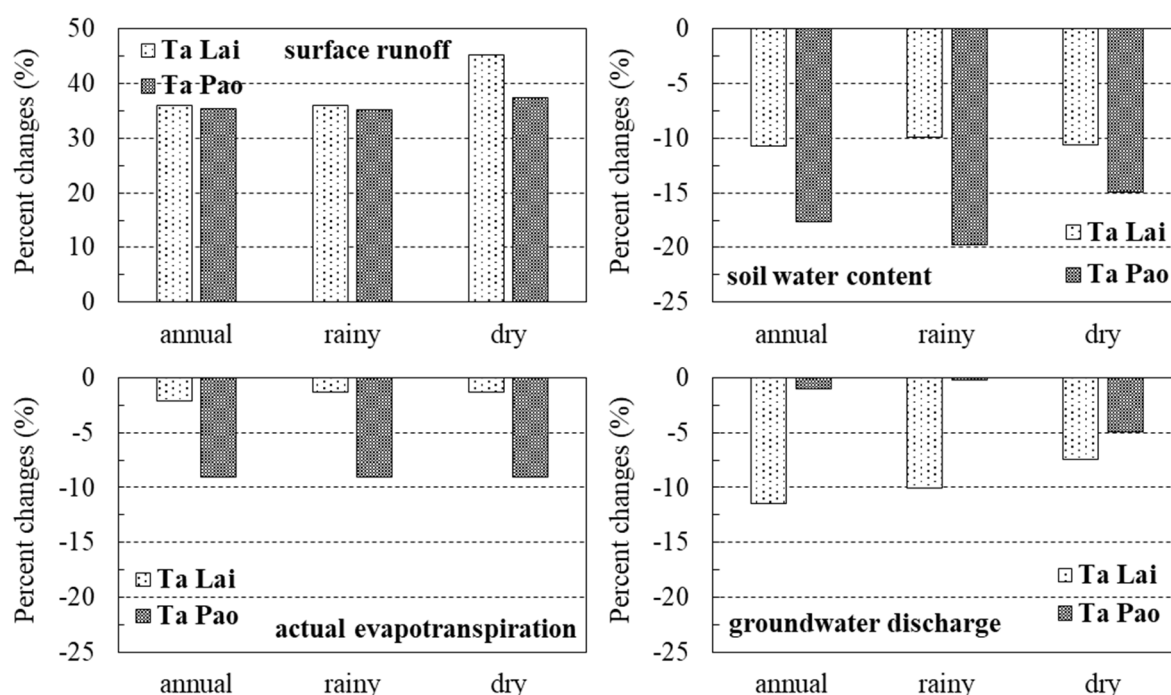 Percent changes (%)
50
40
30
20
10
0
Ta Lai
Ta Pao
surface runoff
annual
rainy
dry
Percent changes (%)
0
-5
-10
-15
-20
-25
Ta Lai
Ta Pao
soil water content
annual
rainy
dry
Percent changes (%)
0
-5
-10
-15
-20
-25
Ta Lai
Ta Pao
actual evapotranspiration
annual
rainy
dry
Percent changes (%)
0
-5
-10
-15
-20
-25
Ta Lai
Ta Pao
groundwater discharge
annual
rainy
dry